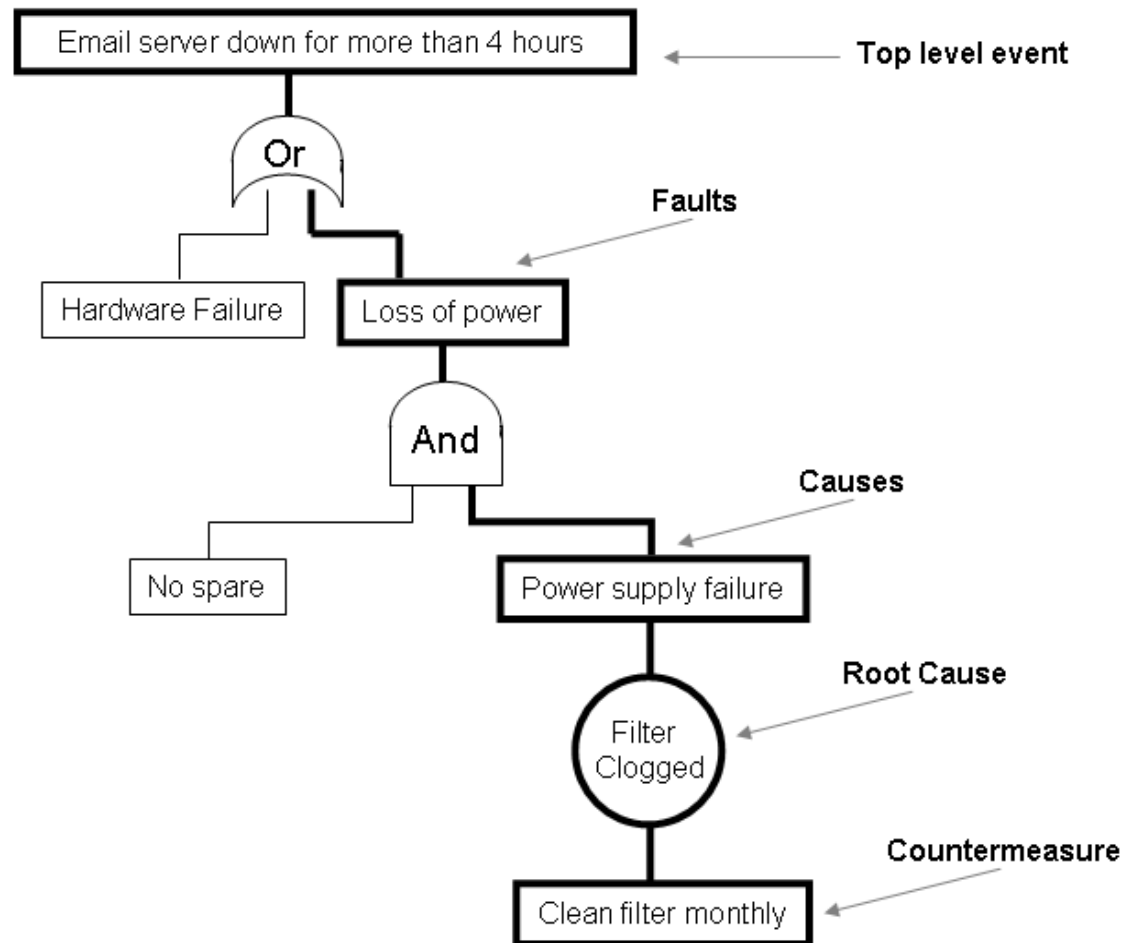 Email server down for more than 4 hours
Top level event
Or
Faults
Hardware Failure
Loss of power
And
Causes
No spare
Power supply failure
Root Cause
Filter
Clogged
Countermeasure
Clean filter monthly